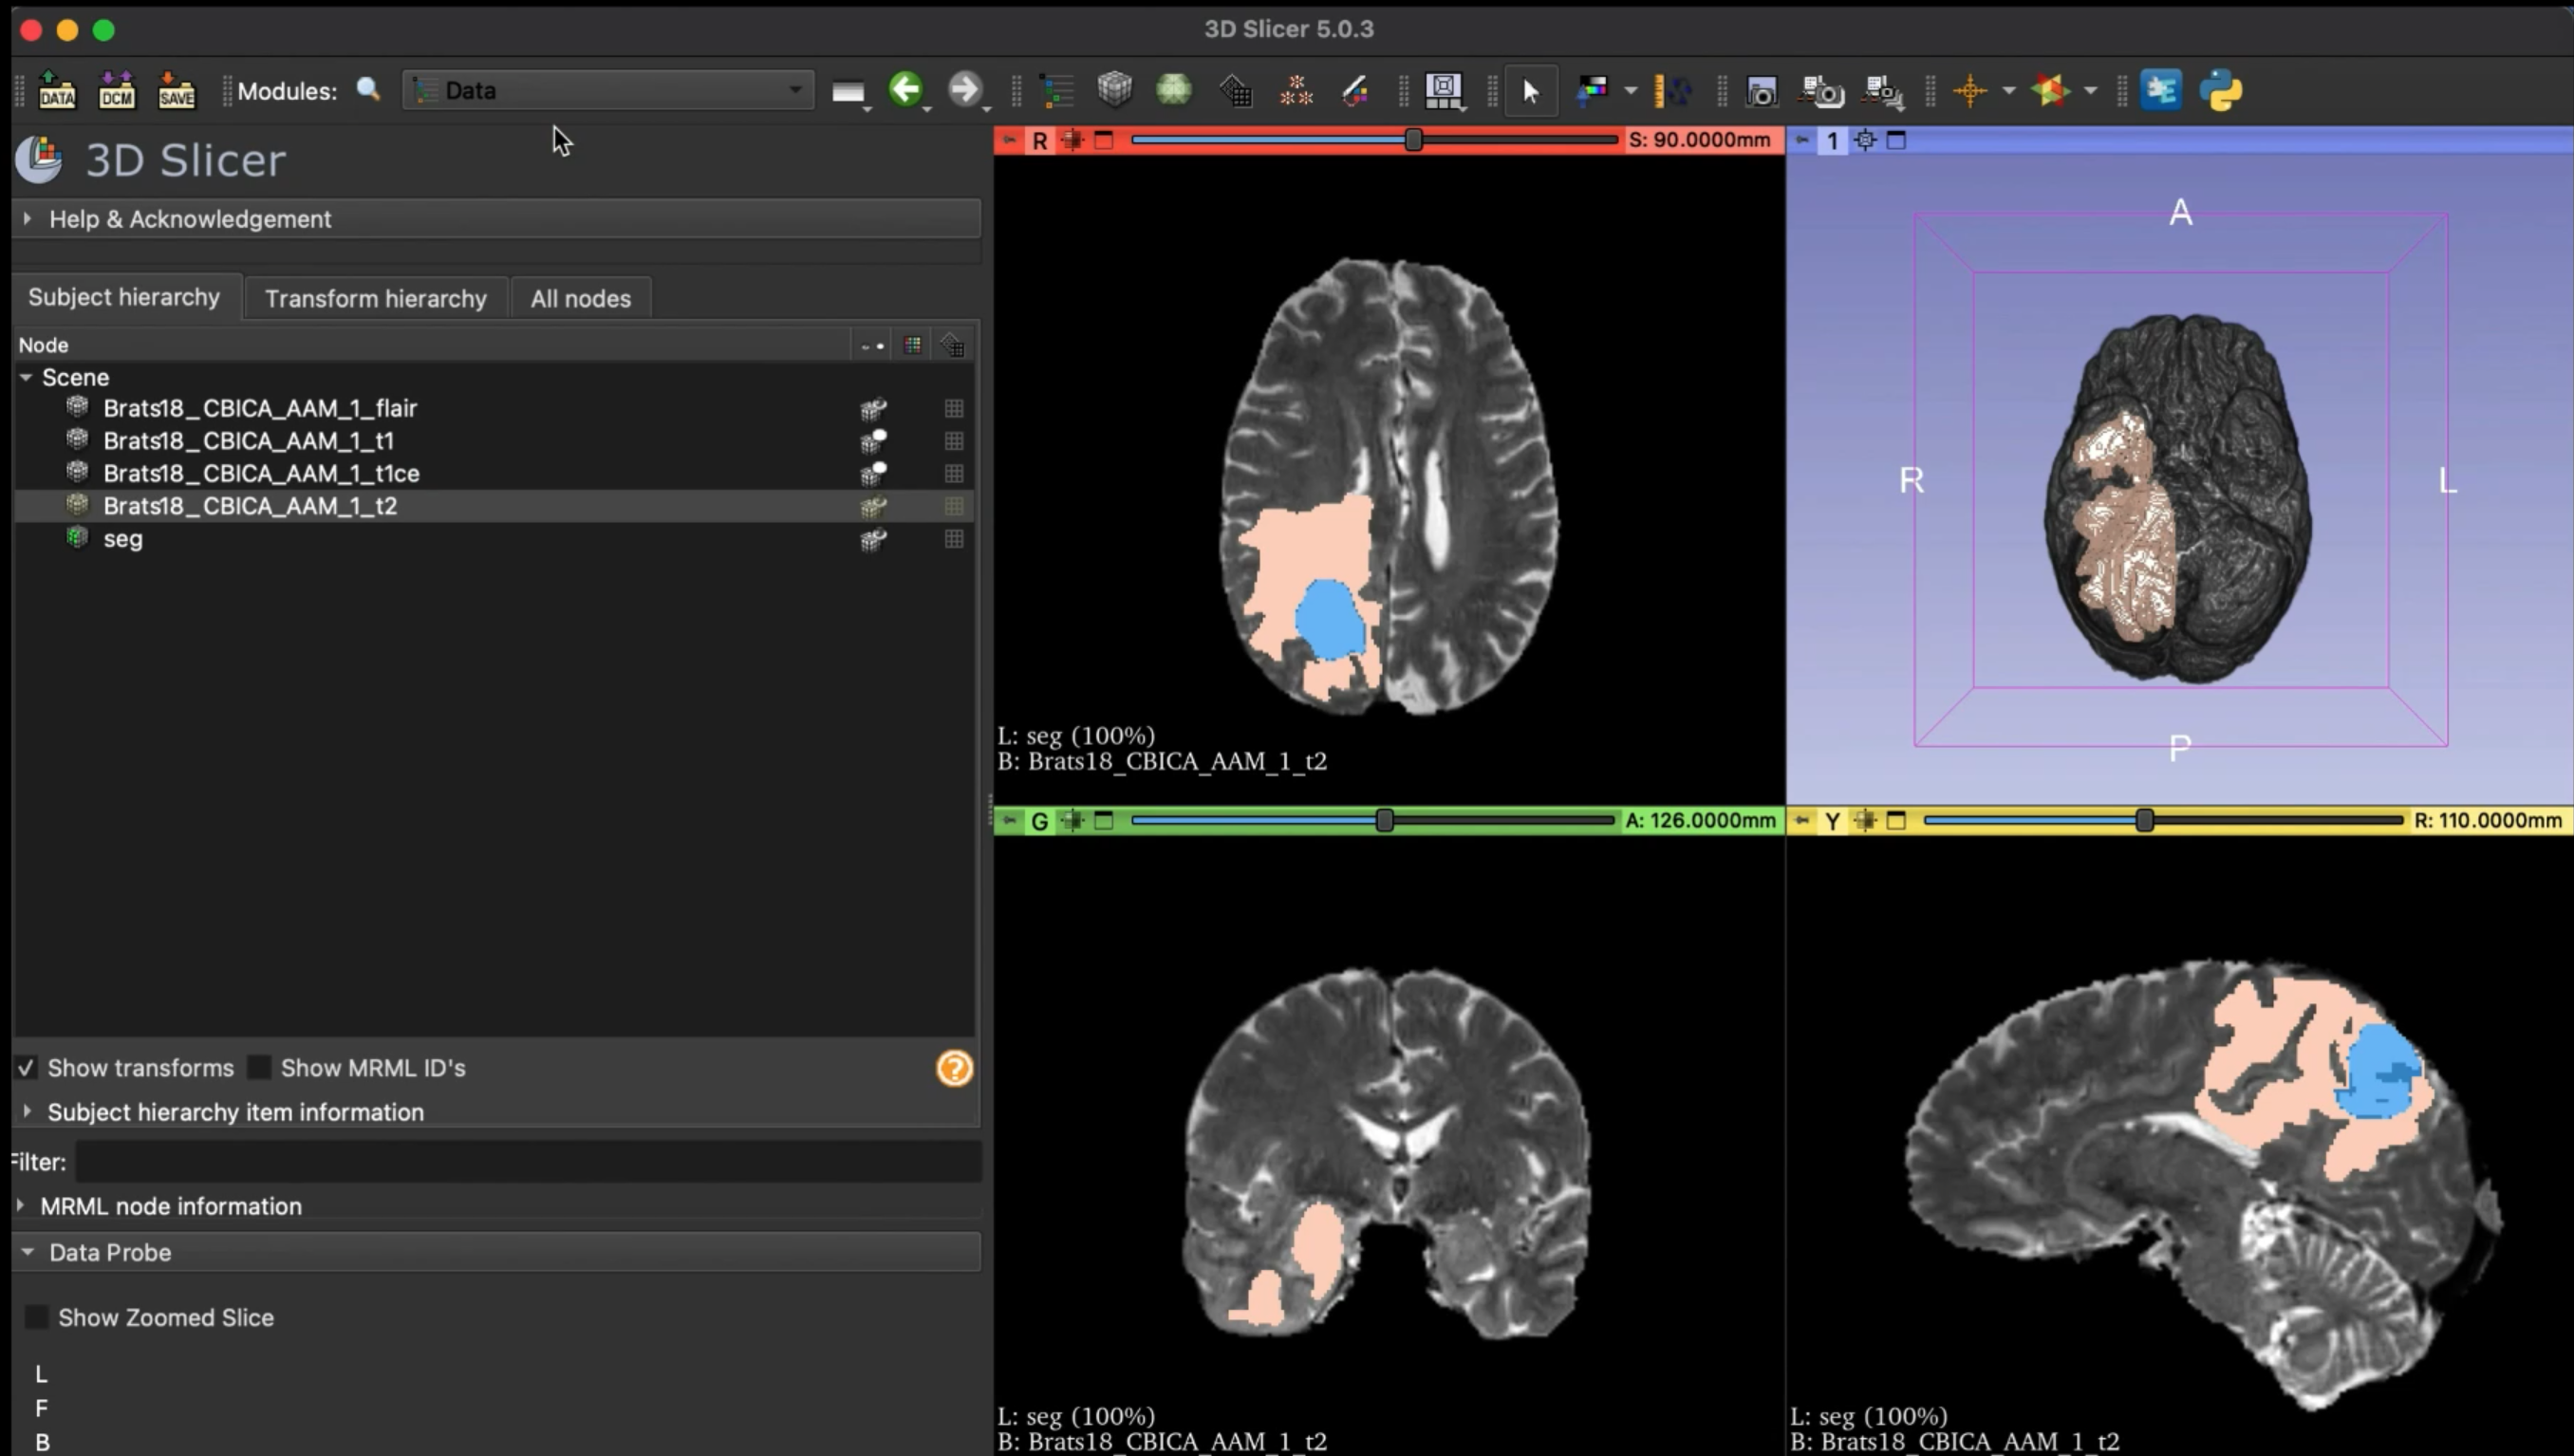 3D Slicer 5.0.3
DATA
DCM
SAVE
Modules:
Data
3D Slicer
Help & Acknowledgement
Subject hierarchy
Transform hierarchy
All nodes
Node
Scene
Brats18_CBICA_AAM_1_flair
Brats18_CBICA_AAM_1_t1
Brats18_CBICA_AAM_1_t1ce
Brats18_CBICA_AAM_1_t2
seg
Show transforms
Show MRML ID's
?
Subject hierarchy item information
Filter:
MRML node information
Data Probe
Show Zoomed Slice
L
F
B
R
S: 90.0000mm
L: seg (100%)
B: Brats18_CBICA_AAM_1_t2
1
A
R
L
P
G
A: 126.0000mm
L: seg (100%)
B: Brats18_CBICA_AAM_1_t2
Y
R: 110.0000mm
L: seg (100%)
B: Brats18_CBICA_AAM_1_t2